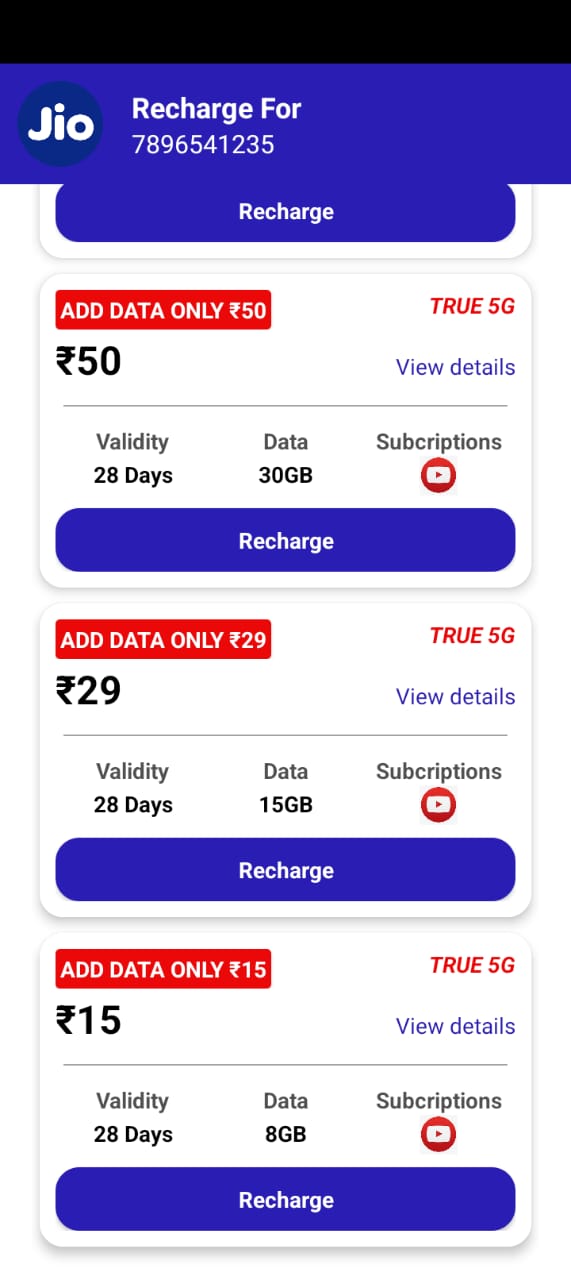 Jio
Recharge For
7896541235
Recharge
ADD DATA ONLY ₹50
TRUE 5G
₹50
View details
Validity Data Subcriptions
28 Days 30GB
Recharge
ADD DATA ONLY ₹29
TRUE 5G
₹29
View details
Validity Data Subcriptions
28 Days 15GB
Recharge
ADD DATA ONLY ₹15
TRUE 5G
₹15
View details
Validity Data Subcriptions
28 Days 8GB
Recharge